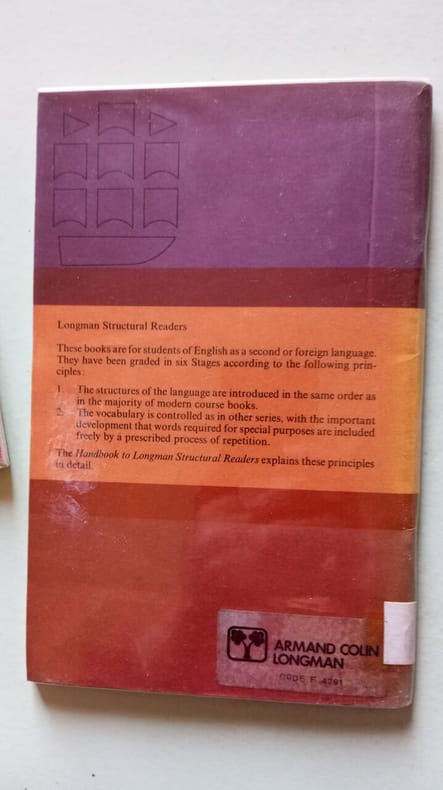 Longman Structural Readers
These books are for students of English as a second or foreign language.
They have been graded in six Stages according to the following prin-
ciples:
1. The structures of the language are introduced in the same order as
in the majority of modern course books.
2. The vocabulary is controlled as in other series, with the important
development that words required for special purposes are included
freely by a prescribed process of repetition.
The Handbook to Longman Structural Readers explains these principles
in detail.
ARMAND COLIN
LONGMAN
CODE F 4291